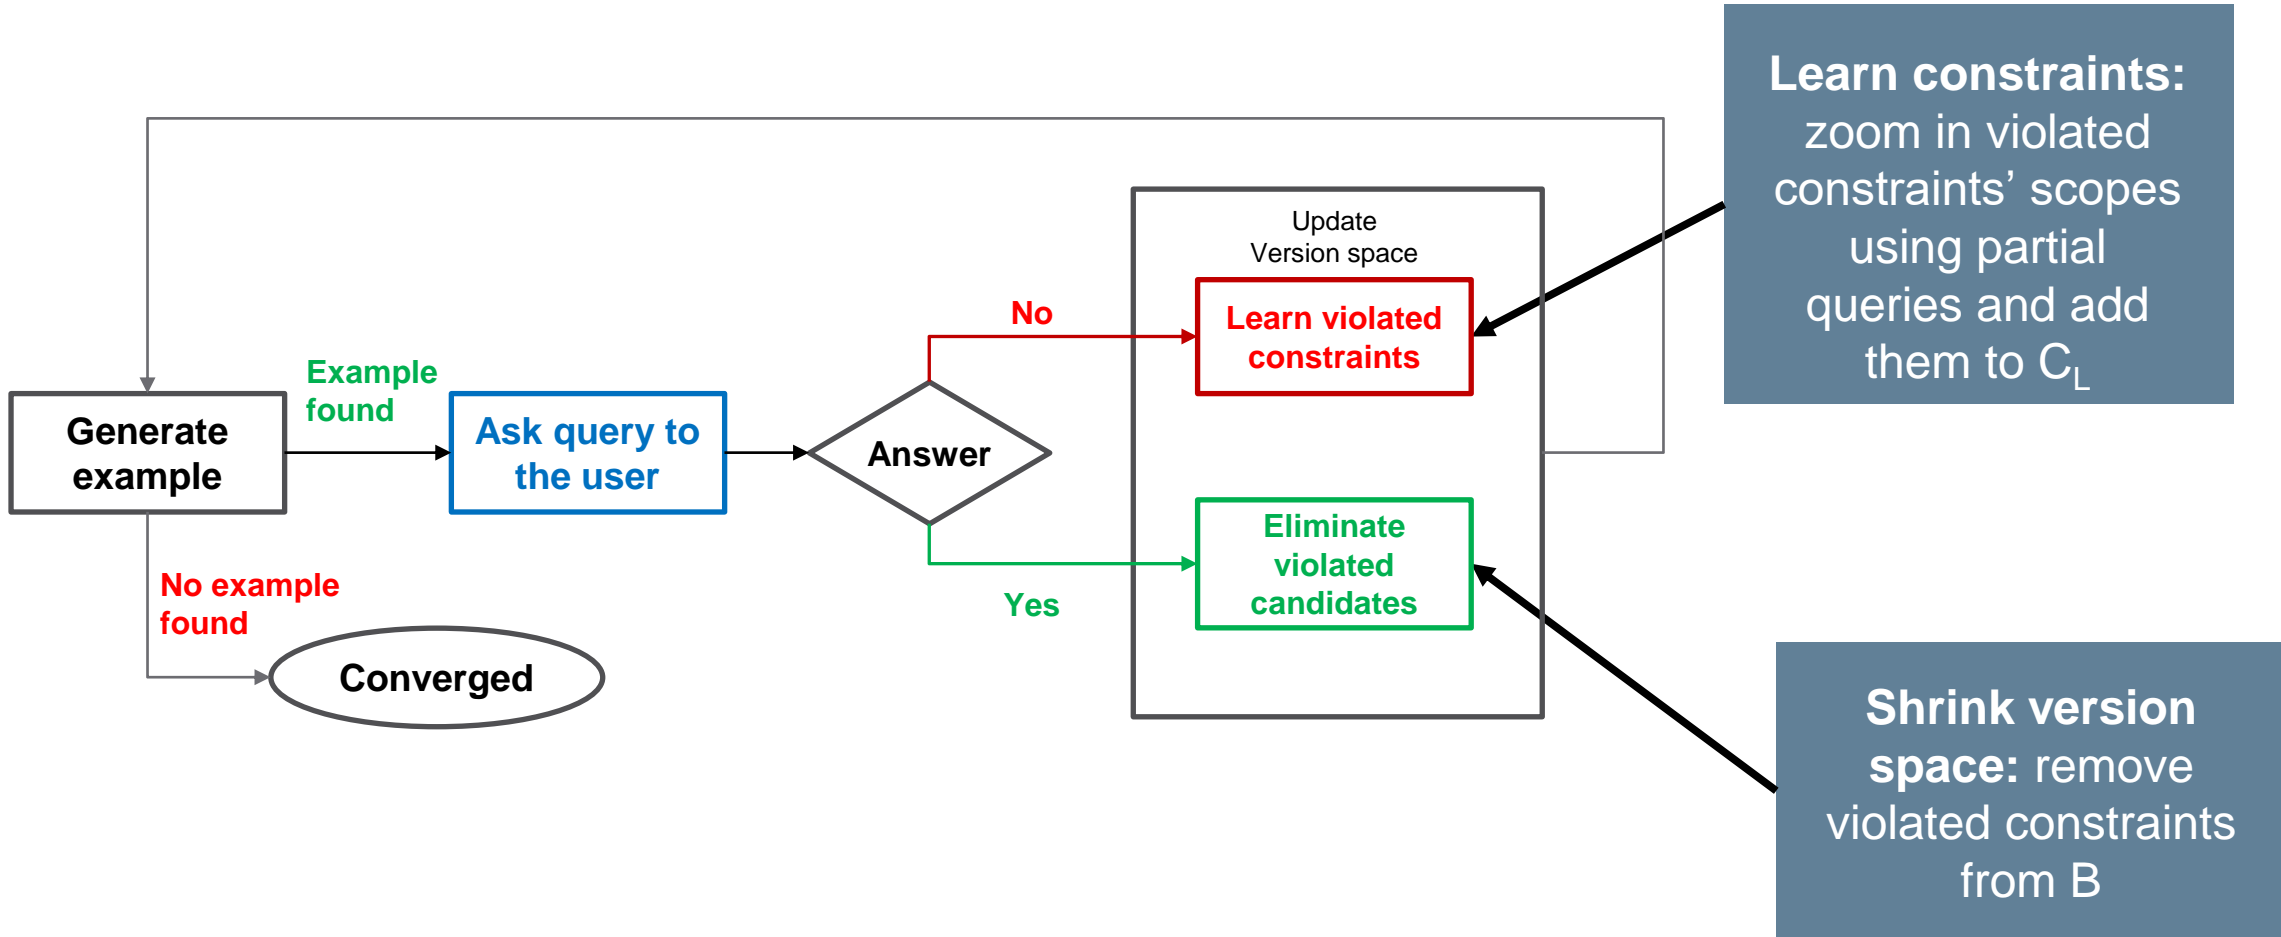 Learn constraints:
zoom in violated
constraints’ scopes
using partial
queries and add
them to C_L
Update
Version space
No
Learn violated
constraints
Example
found
Generate
example
Ask query to
the user
Answer
Eliminate
violated
candidates
Yes
No example
found
Converged
Shrink version
space: remove
violated constraints
from B